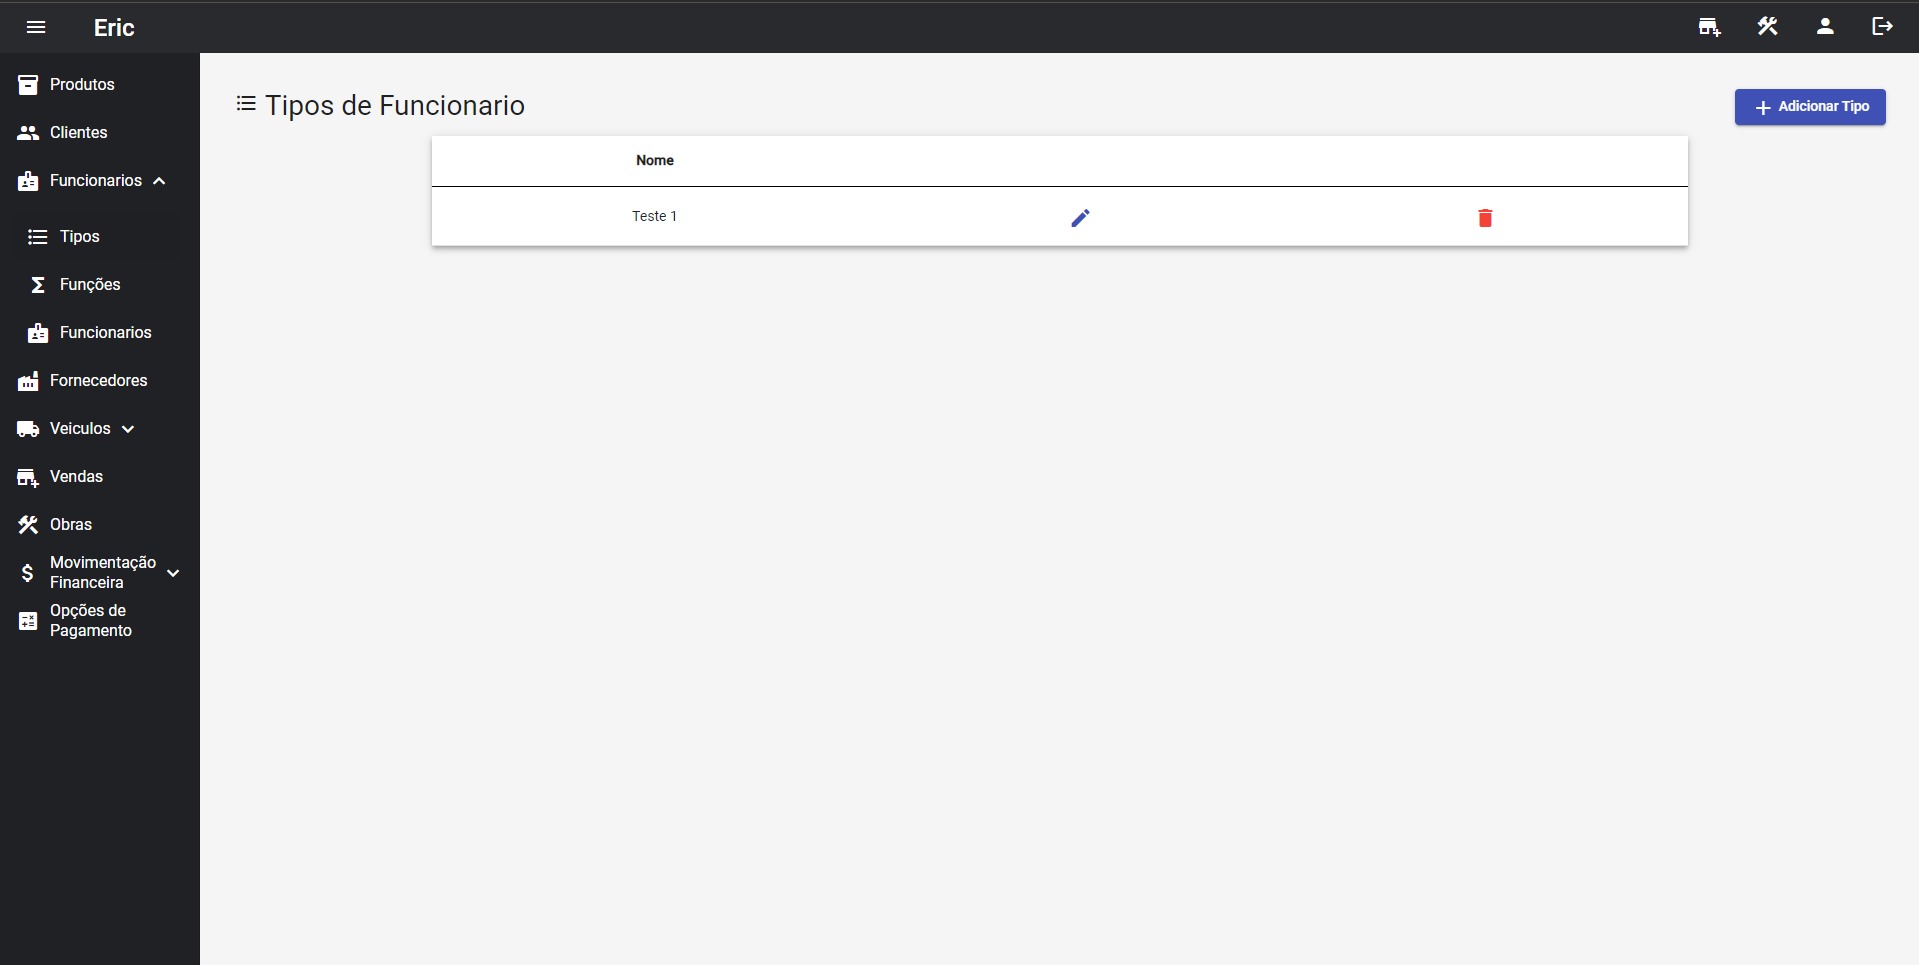 Eric
Produtos
Clientes
Funcionarios
Tipos
Funções
Funcionarios
Fornecedores
Veiculos
Vendas
Obras
Movimentação
Financeira
Opções de
Pagamento
Tipos de Funcionario
Adicionar Tipo
Nome
Teste 1